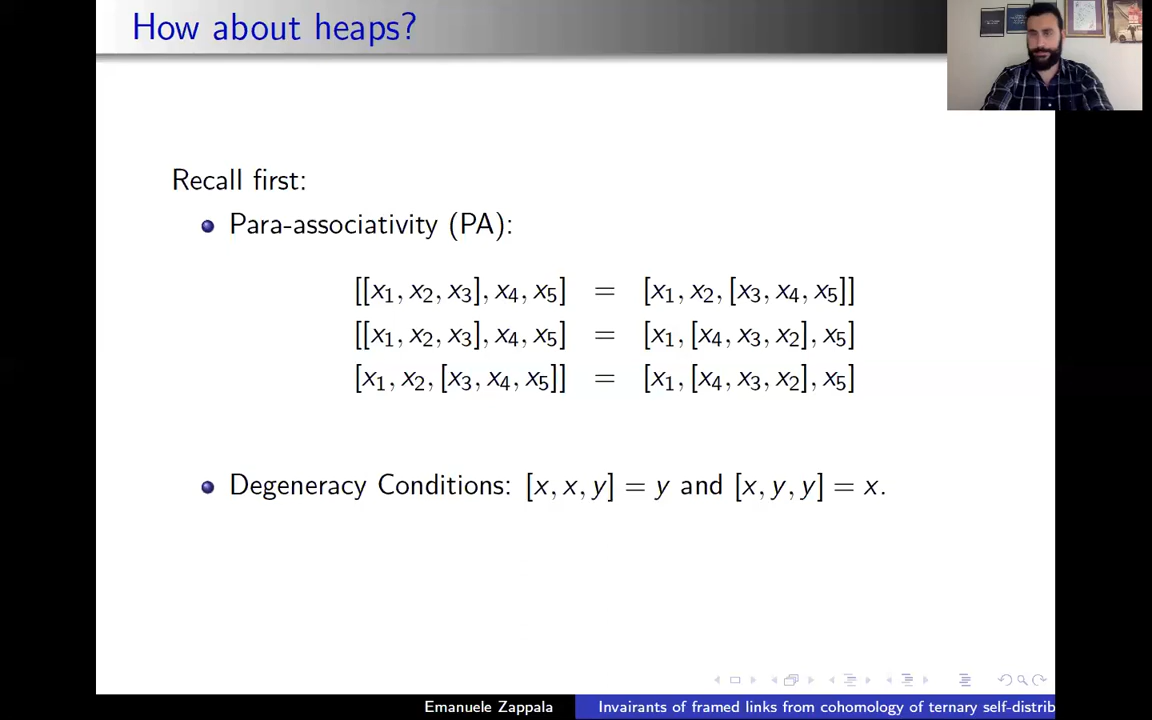 How about heaps?
Recall first:
Para-associativity (PA):
[[x₁, x₂, x₃], x₄, x₅] = [x₁, x₂, [x₃, x₄, x₅]]
[[x₁, x₂, x₃], x₄, x₅] = [x₁, [x₄, x₃, x₂], x₅]
[x₁, x₂, [x₃, x₄, x₅]] = [x₁, [x₄, x₃, x₂], x₅]
Degeneracy Conditions: [x, x, y] = y and [x, y, y] = x.
Emanuele Zappala Invairants of framed links from cohomology of ternary self-distrib